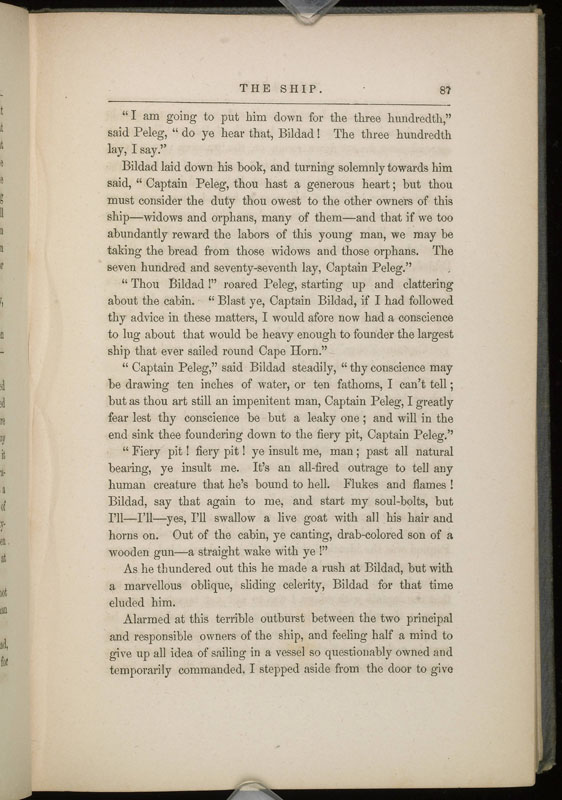 THE SHIP. 87
“I am going to put him down for the three hundredth,”
said Peleg, “do ye hear that, Bildad! The three hundredth
lay, I say.”
Bildad laid down his book, and turning solemnly towards him
said, “Captain Peleg, thou hast a generous heart; but thou
must consider the duty thou owest to the other owners of this
ship—widows and orphans, many of them—and that if we too
abundantly reward the labors of this young man, we may be
taking the bread from those widows and those orphans. The
seven hundred and seventy-seventh lay, Captain Peleg.”
“Thou Bildad!” roared Peleg, starting up and clattering
about the cabin. “Blast ye, Captain Bildad, if I had followed
thy advice in these matters, I would afore now had a conscience
to lug about that would be heavy enough to founder the largest
ship that ever sailed round Cape Horn.”
“Captain Peleg,” said Bildad steadily, “thy conscience may
be drawing ten inches of water, or ten fathoms, I can’t tell;
but as thou art still an impenitent man, Captain Peleg, I greatly
fear lest thy conscience be but a leaky one; and will in the
end sink thee foundering down to the fiery pit, Captain Peleg.”
“Fiery pit! fiery pit! ye insult me, man; past all natural
bearing, ye insult me. It’s an all-fired outrage to tell any
human creature that he’s bound to hell. Flukes and flames!
Bildad, say that again to me, and start my soul-bolts, but
I’ll—I’ll—yes, I’ll swallow a live goat with all his hair and
horns on. Out of the cabin, ye canting, drab-colored son of a
wooden gun—a straight wake with ye!”
As he thundered out this he made a rush at Bildad, but with
a marvellous oblique, sliding celerity, Bildad for that time
eluded him.
Alarmed at this terrible outburst between the two principal
and responsible owners of the ship, and feeling half a mind to
give up all idea of sailing in a vessel so questionably owned and
temporarily commanded, I stepped aside from the door to give